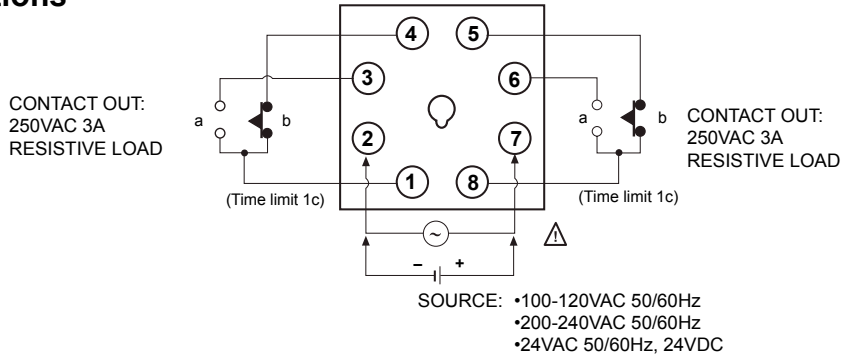 4
5
3
6
CONTACT OUT:
250VAC 3A
RESISTIVE LOAD
a
b
2
7
a
b
CONTACT OUT:
250VAC 3A
RESISTIVE LOAD
1
8
(Time limit 1c)
(Time limit 1c)
~
!
− +
SOURCE: •100-120VAC 50/60Hz
•200-240VAC 50/60Hz
•24VAC 50/60Hz, 24VDC